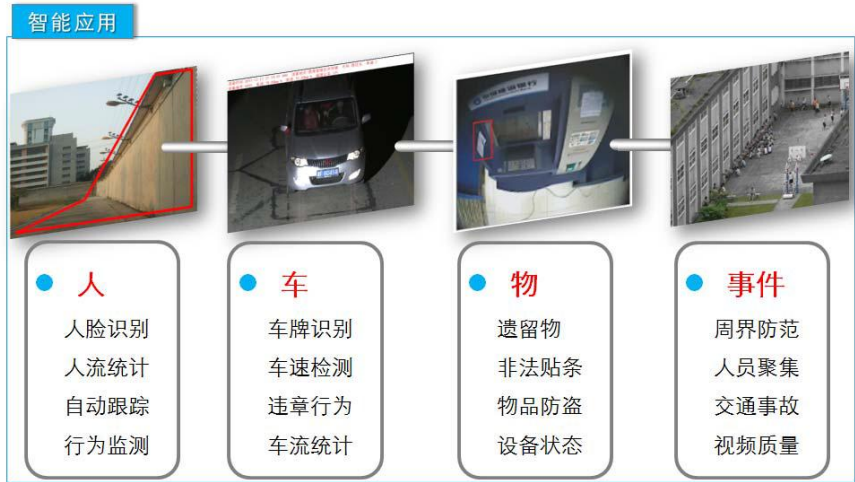 智能应用
人
人脸识别
人流统计
自动跟踪
行为监测
车
车牌识别
车速检测
违章行为
车流统计
物
遗留物
非法贴条
物品防盗
设备状态
事件
周界防范
人员聚集
交通事故
视频质量